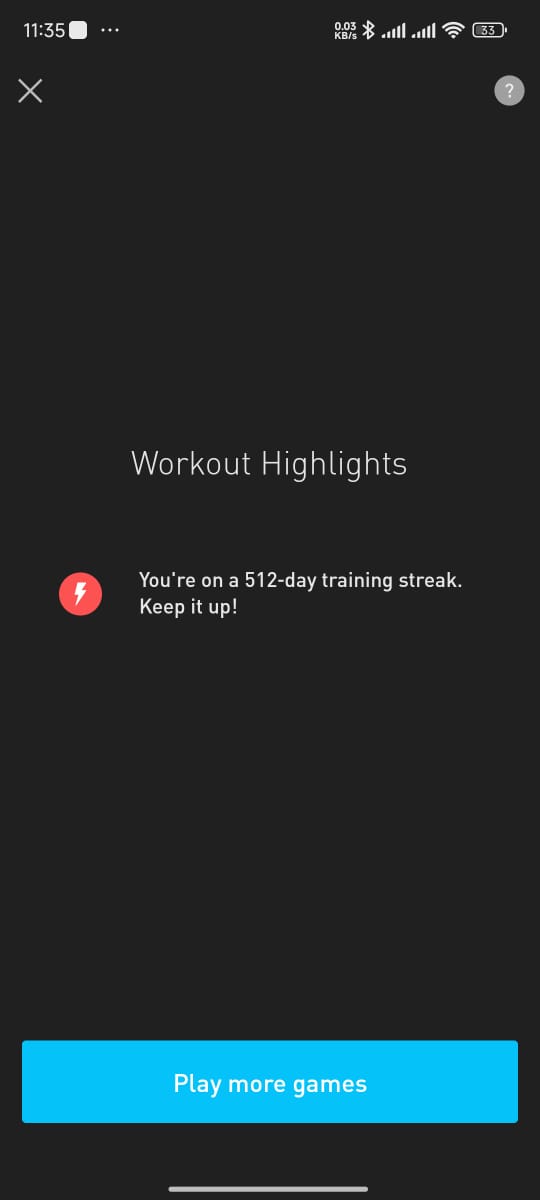 11:35 ... 0.03 KB/s 33
?
Workout Highlights
You're on a 512-day training streak.
Keep it up!
Play more games